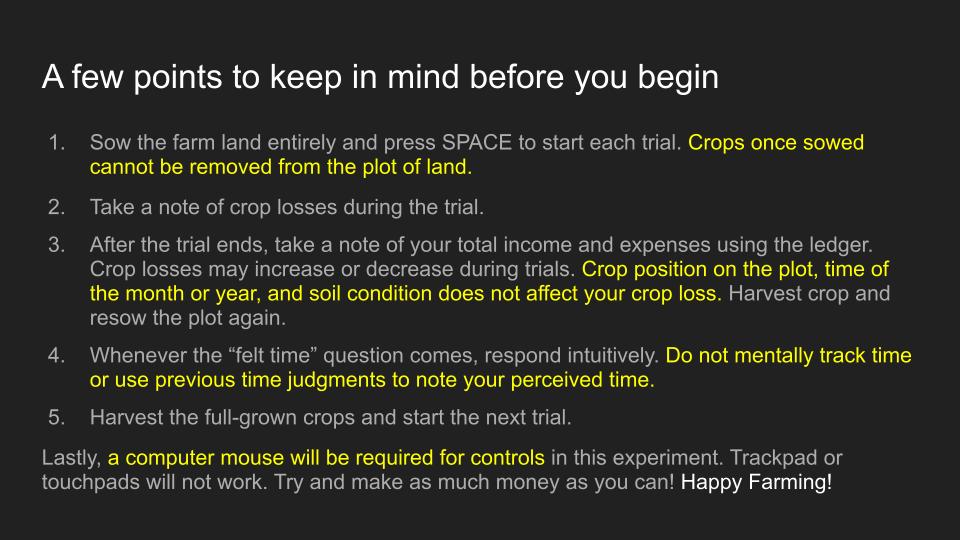 A few points to keep in mind before you begin
1. Sow the farm land entirely and press SPACE to start each trial. Crops once sowed
cannot be removed from the plot of land.
2. Take a note of crop losses during the trial.
3. After the trial ends, take a note of your total income and expenses using the ledger.
Crop losses may increase or decrease during trials. Crop position on the plot, time of
the month or year, and soil condition does not affect your crop loss. Harvest crop and
resow the plot again.
4. Whenever the “felt time” question comes, respond intuitively. Do not mentally track time
or use previous time judgments to note your perceived time.
5. Harvest the full-grown crops and start the next trial.
Lastly, a computer mouse will be required for controls in this experiment. Trackpad or
touchpads will not work. Try and make as much money as you can! Happy Farming!